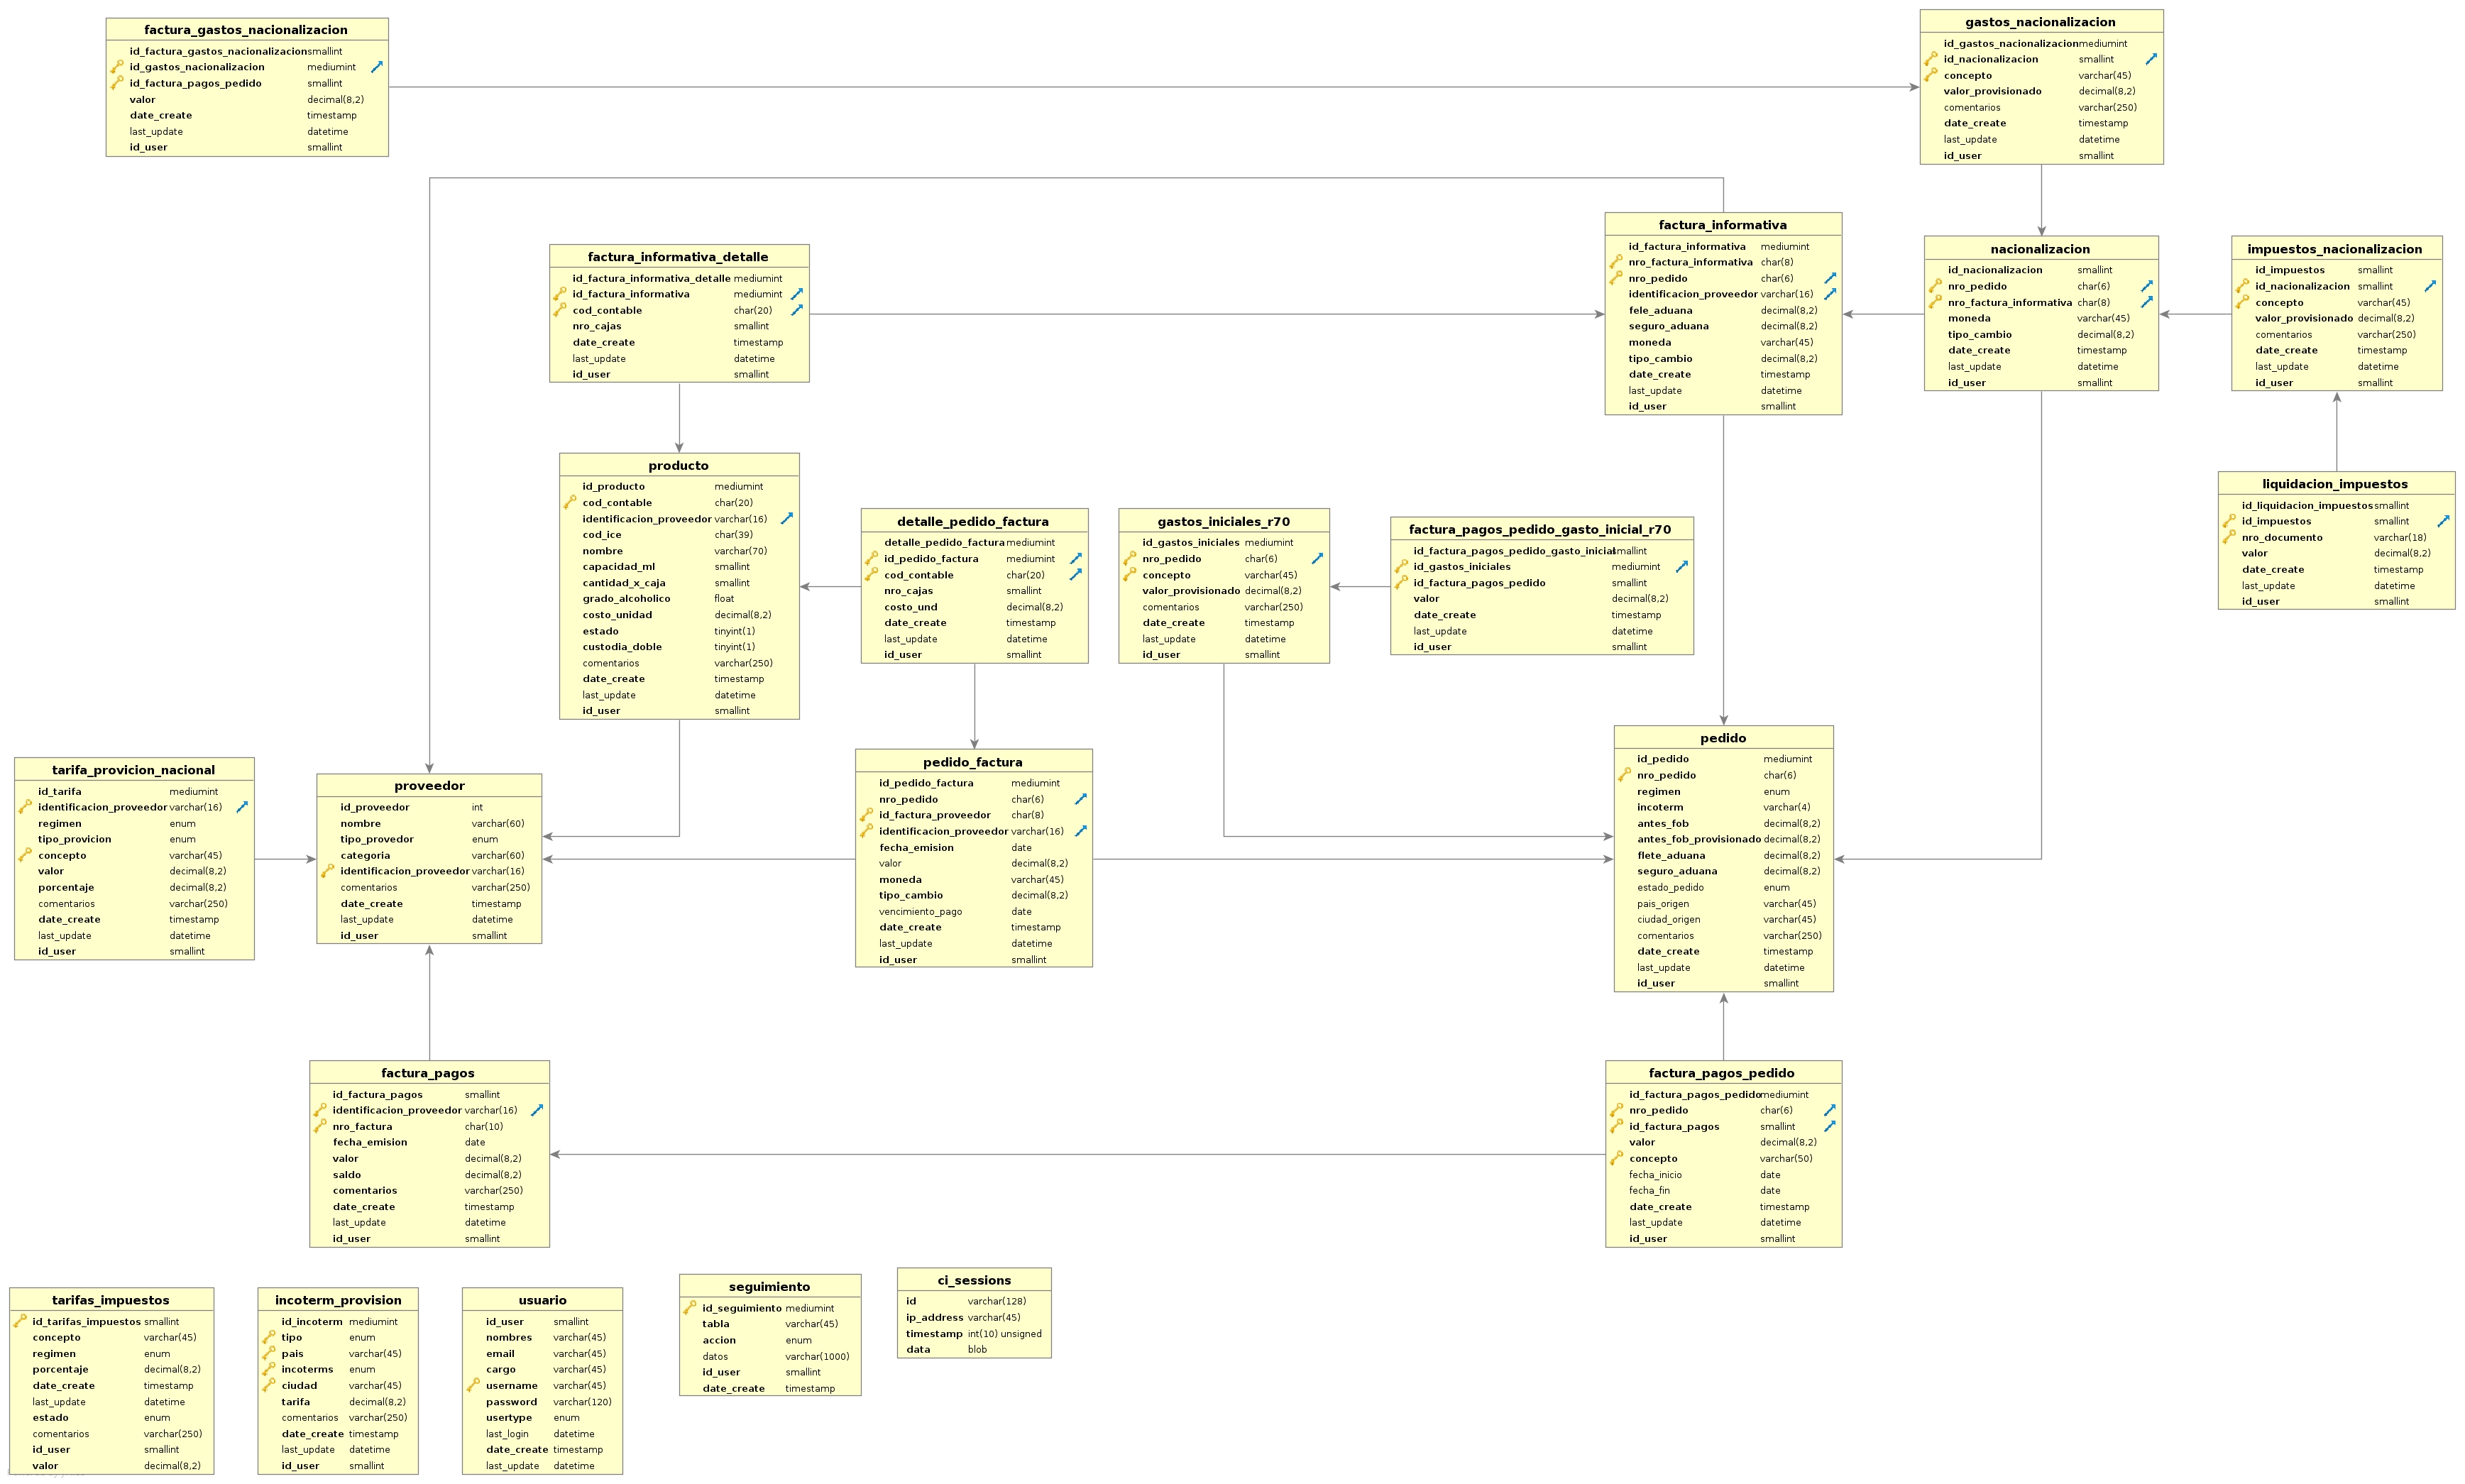 factura_gastos_nacionalizacion
id_factura_gastos_nacionalizacion smallint
id_gastos_nacionalizacion mediumint
id_factura_pagos_pedido smallint
valor decimal(8,2)
date_create timestamp
last_update datetime
id_user smallint
gastos_nacionalizacion
id_gastos_nacionalizacion mediumint
id_nacionalizacion smallint
concepto varchar(45)
valor_provisionado decimal(8,2)
comentarios varchar(250)
date_create timestamp
last_update datetime
id_user smallint
factura_informativa
id_factura_informativa mediumint
nro_factura_informativa char(8)
nro_pedido char(6)
identificacion_proveedor varchar(16)
fele_aduana decimal(8,2)
seguro_aduana decimal(8,2)
moneda varchar(45)
tipo_cambio decimal(8,2)
date_create timestamp
last_update datetime
id_user smallint
nacionalizacion
id_nacionalizacion smallint
nro_pedido char(6)
nro_factura_informativa char(8)
moneda varchar(45)
tipo_cambio decimal(8,2)
date_create timestamp
last_update datetime
id_user smallint
impuestos_nacionalizacion
id_impuestos smallint
id_nacionalizacion smallint
concepto varchar(45)
valor_provisionado decimal(8,2)
comentarios varchar(250)
date_create timestamp
last_update datetime
id_user smallint
factura_informativa_detalle
id_factura_informativa_detalle mediumint
id_factura_informativa mediumint
cod_contable char(20)
nro_cajas smallint
date_create timestamp
last_update datetime
id_user smallint
producto
id_producto mediumint
cod_contable char(20)
identificacion_proveedor varchar(16)
cod_ice char(39)
nombre varchar(70)
capacidad_ml smallint
cantidad_x_caja smallint
grado_alcoholico float
costo_unidad decimal(8,2)
estado tinyint(1)
custodia_doble tinyint(1)
comentarios varchar(250)
date_create timestamp
last_update datetime
id_user smallint
detalle_pedido_factura
detalle_pedido_factura mediumint
id_pedido_factura mediumint
cod_contable char(20)
nro_cajas smallint
costo_und decimal(8,2)
date_create timestamp
last_update datetime
id_user smallint
gastos_iniciales_r70
id_gastos_iniciales mediumint
nro_pedido char(6)
concepto varchar(45)
valor_provisionado decimal(8,2)
comentarios varchar(250)
date_create timestamp
last_update datetime
id_user smallint
factura_pagos_pedido_gasto_inicial_r70
id_factura_pagos_pedido_gasto_inicial smallint
id_gastos_iniciales mediumint
id_factura_pagos_pedido smallint
valor decimal(8,2)
date_create timestamp
last_update datetime
id_user smallint
liquidacion_impuestos
id_liquidacion_impuestos smallint
id_impuestos smallint
nro_documento varchar(18)
valor decimal(8,2)
date_create timestamp
last_update datetime
id_user smallint
tarifa_provicion_nacional
id_tarifa mediumint
identificacion_proveedor varchar(16)
regimen enum
tipo_provicion enum
concepto varchar(45)
valor decimal(8,2)
porcentaje decimal(8,2)
comentarios varchar(250)
date_create timestamp
last_update datetime
id_user smallint
proveedor
id_proveedor int
nombre varchar(60)
tipo_provedor enum
categoria varchar(60)
identificacion_proveedor varchar(16)
comentarios varchar(250)
date_create timestamp
last_update datetime
id_user smallint
pedido_factura
id_pedido_factura mediumint
nro_pedido char(6)
id_factura_proveedor char(8)
identificacion_proveedor varchar(16)
fecha_emision date
valor decimal(8,2)
moneda varchar(45)
tipo_cambio decimal(8,2)
vencimiento_pago date
date_create timestamp
last_update datetime
id_user smallint
pedido
id_pedido mediumint
nro_pedido char(6)
regimen enum
incoterm varchar(4)
antes_fob decimal(8,2)
antes_fob_provisionado decimal(8,2)
flete_aduana decimal(8,2)
seguro_aduana decimal(8,2)
estado_pedido enum
pais_origen varchar(45)
ciudad_origen varchar(45)
comentarios varchar(250)
date_create timestamp
last_update datetime
id_user smallint
factura_pagos
id_factura_pagos smallint
identificacion_proveedor varchar(16)
nro_factura char(10)
fecha_emision date
valor decimal(8,2)
saldo decimal(8,2)
comentarios varchar(250)
date_create timestamp
last_update datetime
id_user smallint
factura_pagos_pedido
id_factura_pagos_pedido mediumint
nro_pedido char(6)
id_factura_pagos smallint
valor decimal(8,2)
concepto varchar(50)
fecha_inicio date
fecha_fin date
date_create timestamp
last_update datetime
id_user smallint
tarifas_impuestos
id_tarifas_impuestos smallint
concepto varchar(45)
regimen enum
porcentaje decimal(8,2)
date_create timestamp
last_update datetime
estado enum
comentarios varchar(250)
id_user smallint
valor decimal(8,2)
incoterm_provision
id_incoterm mediumint
tipo enum
pais varchar(45)
incoterms enum
ciudad varchar(45)
tarifa decimal(8,2)
comentarios varchar(250)
date_create timestamp
last_update datetime
id_user smallint
usuario
id_user smallint
nombres varchar(45)
email varchar(45)
cargo varchar(45)
username varchar(45)
password varchar(120)
usertype enum
last_login datetime
date_create timestamp
last_update datetime
seguimiento
id_seguimiento mediumint
tabla varchar(45)
accion enum
datos varchar(1000)
id_user smallint
date_create timestamp
ci_sessions
id varchar(128)
ip_address varchar(45)
timestamp int(10) unsigned
data blob